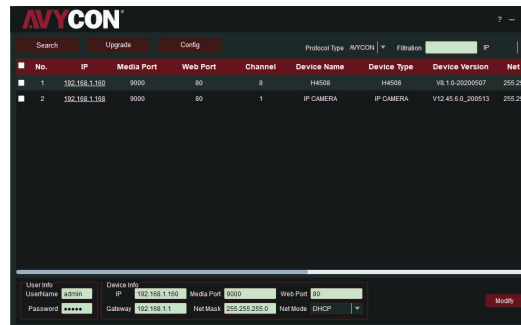 AVYCON
? –
Search Upgrade Config Protocol Type AVYCON Filtration IP
No. IP Media Port Web Port Channel Device Name Device Type Device Version Net
1 192.168.1.160 9000 80 8 H4508 H4508 V8.1.0-20200507 255.25
2 192.168.1.168 9000 80 1 IP CAMERA IP CAMERA V12.45.6.0_200513 255.25
User Info Device Info
UserName admin IP 192.168.1.160 Media Port 9000 Web Port 80
Modify
Password ••••• Gateway 192.168.1.1 Net Mask 255.255.255.0 Net Mode DHCP